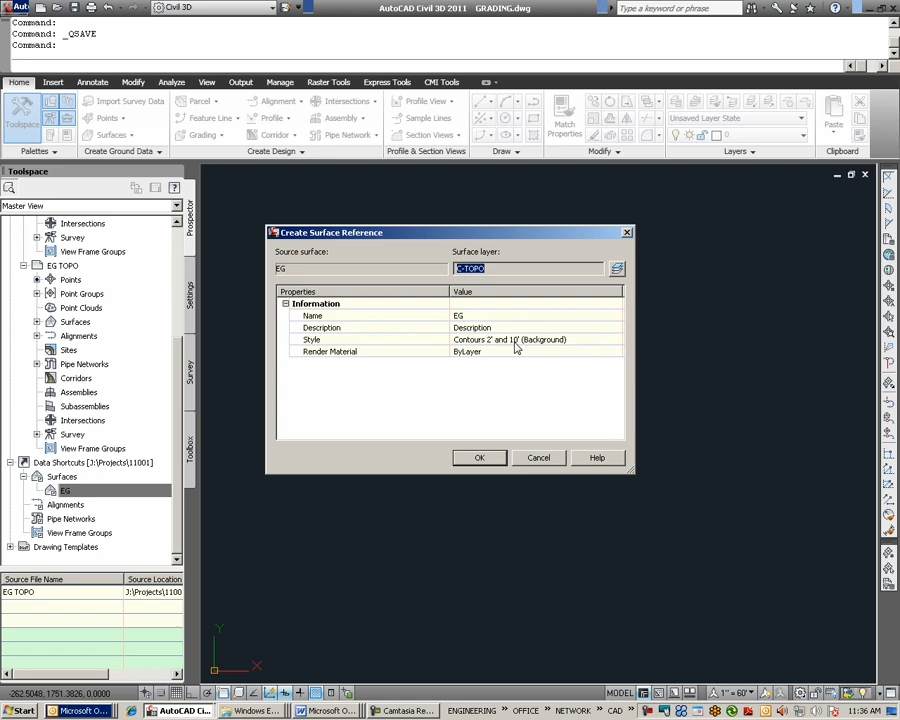 Aut
Civil 3D
AutoCAD Civil 3D 2011 GRADING.dwg
Type a keyword or phrase
Command:
Command: _QSAVE
Command:
Home Insert Annotate Modify Analyze View Output Manage Raster Tools Express Tools CMI Tools
Toolspace
Import Survey Data
Points
Surfaces
Parcel
Feature Line
Grading
Alignment
Profile
Corridor
Intersections
Assembly
Pipe Network
Profile View
Sample Lines
Section Views
Match Properties
Unsaved Layer State
0
Paste
Palettes Create Ground Data Create Design Profile & Section Views Draw Modify Layers Clipboard
Toolspace
Master View
Intersections
Survey
View Frame Groups
EG TOPO
Points
Point Groups
Point Clouds
Surfaces
Alignments
Sites
Pipe Networks
Corridors
Assemblies
Subassemblies
Intersections
Survey
View Frame Groups
Data Shortcuts [J:\Projects\11001]
Surfaces
EG
Alignments
Pipe Networks
View Frame Groups
Drawing Templates
Prospector
Settings
Survey
Toolbox
Source File Name Source Location
EG TOPO J:\Projects\1100
Create Surface Reference
Source surface: Surface layer:
EG C-TOPO
Properties Value
Information
Name EG
Description Description
Style Contours 2' and 10' (Background)
Render Material ByLayer
OK Cancel Help
Y
X
-262.5048, 1751.3826, 0.0000
MODEL
1" = 60'
Start Microsoft O... AutoCAD Ci... Windows E... Microsoft O... Camtasia Re... ENGINEERING » OFFICE » NETWORK » CAD » 11:36 AM